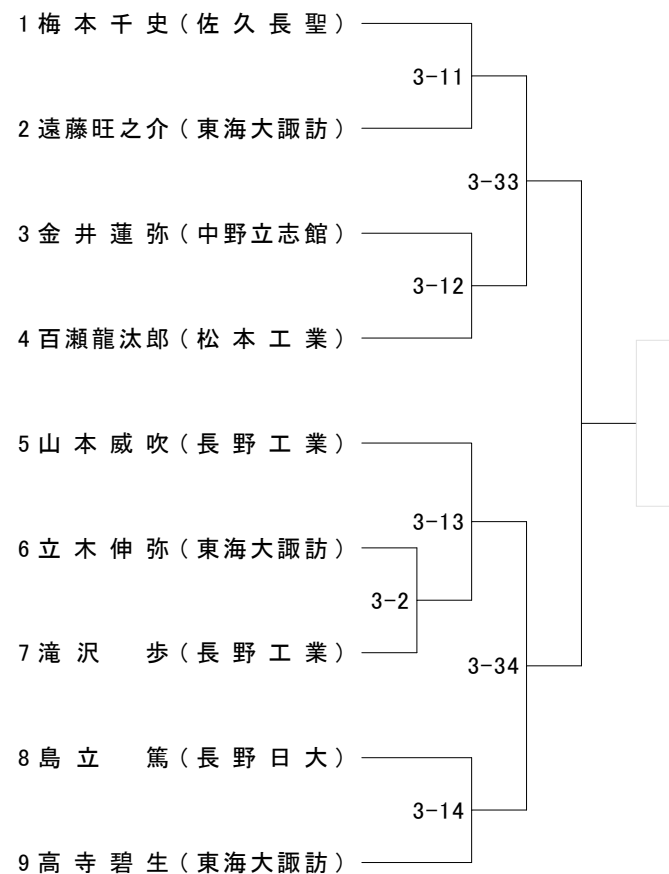 1 梅本千史(佐久長聖)
3-11
2 遠藤旺之介(東海大諏訪)
3-33
3 金井蓮弥(中野立志館)
3-12
4 百瀬龍汰郎(松本工業)
5 山本威吹(長野工業)
3-13
6 立木伸弥(東海大諏訪)
3-2
7 滝沢 歩(長野工業)
3-34
8 島立 篤(長野日大)
3-14
9 高寺碧生(東海大諏訪)